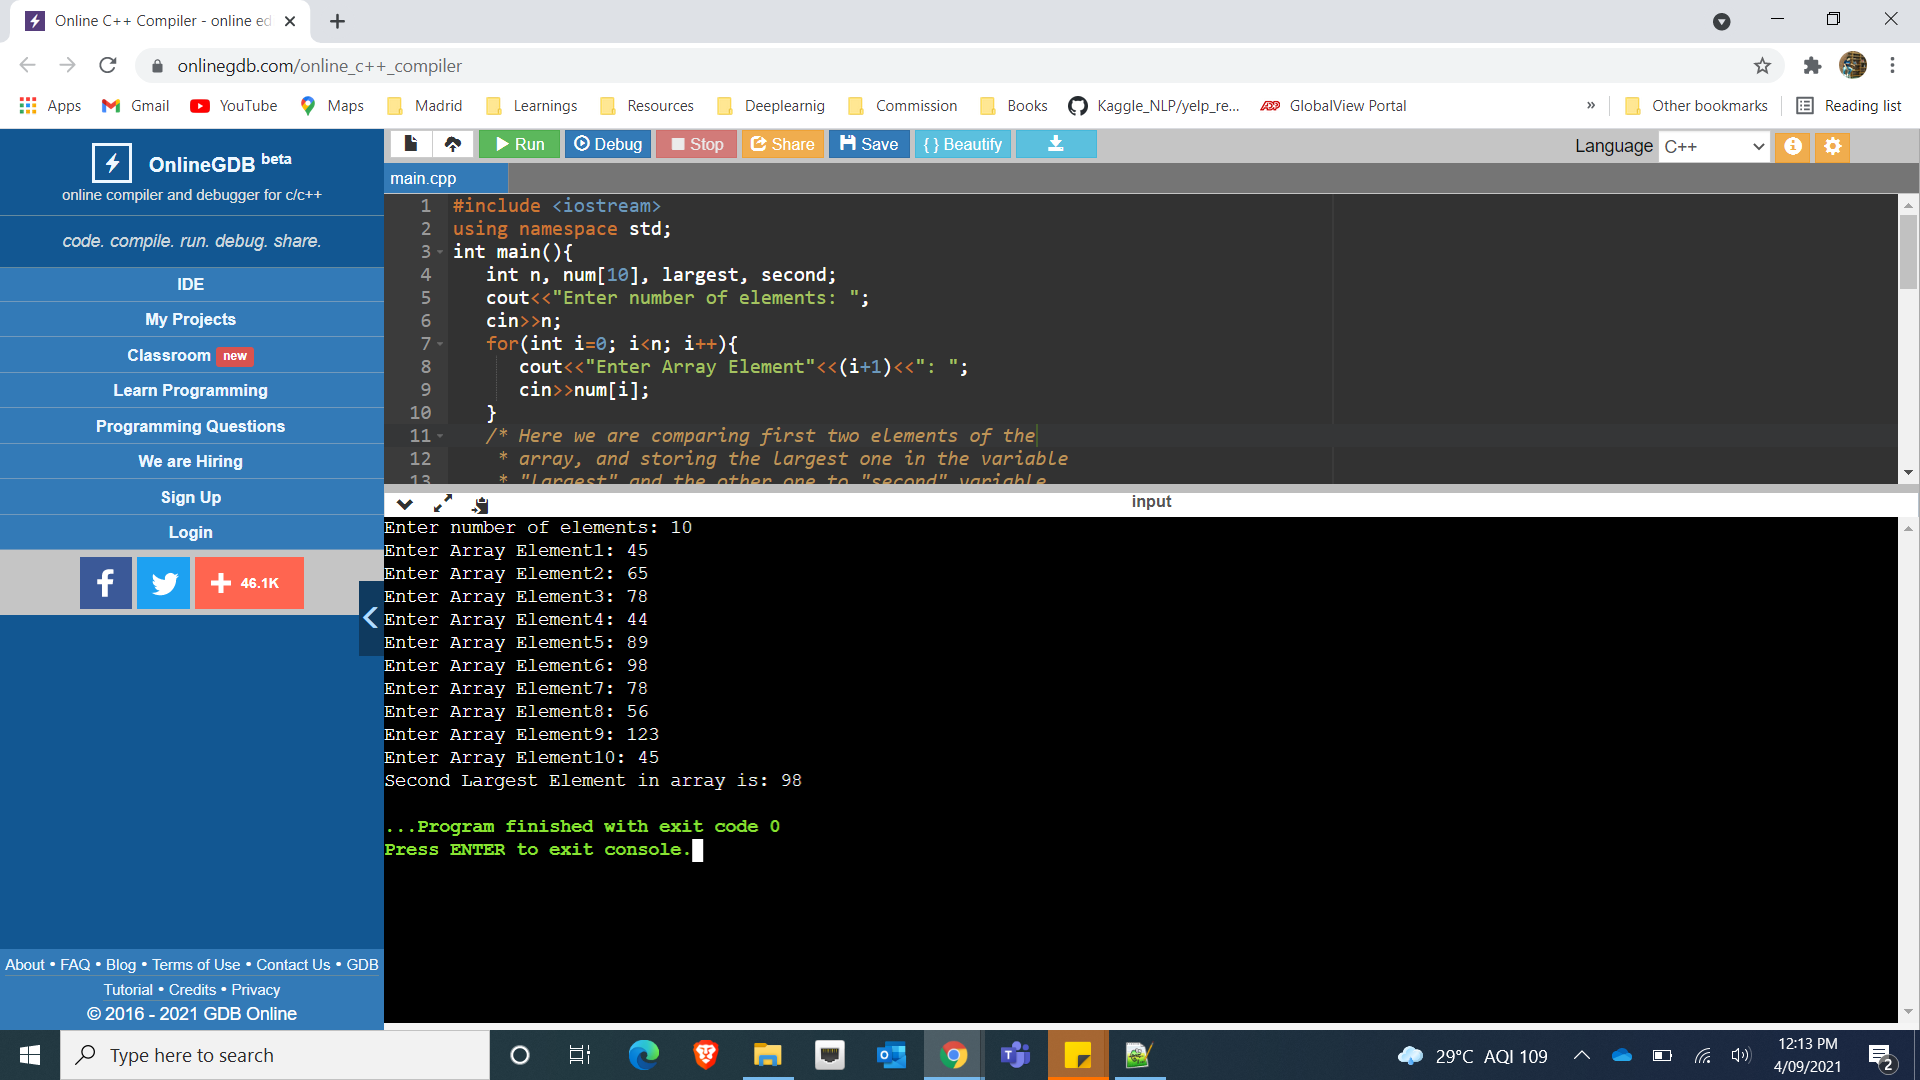 Online C++ Compiler - online ed
onlinegdb.com/online_c++_compiler
Apps Gmail YouTube Maps Madrid Learnings Resources Deeplearnig Commission Books Kaggle_NLP/yelp_re... GlobalView Portal » Other bookmarks Reading list
OnlineGDB beta
online compiler and debugger for c/c++
code. compile. run. debug. share.
IDE
My Projects
Classroom new
Learn Programming
Programming Questions
We are Hiring
Sign Up
Login
46.1K
About • FAQ • Blog • Terms of Use • Contact Us • GDB
Tutorial • Credits • Privacy
© 2016 - 2021 GDB Online
Run Debug Stop Share Save { } Beautify Language C++
main.cpp
1 #include <iostream>
2 using namespace std;
3 int main(){
4 int n, num[10], largest, second;
5 cout<<"Enter number of elements: ";
6 cin>>n;
7 for(int i=0; i<n; i++){
8 cout<<"Enter Array Element"<<(i+1)<<": ";
9 cin>>num[i];
10 }
11 /* Here we are comparing first two elements of the
12 * array, and storing the largest one in the variable
13 * "largest" and the other one to "second" variable
input
Enter number of elements: 10
Enter Array Element1: 45
Enter Array Element2: 65
Enter Array Element3: 78
Enter Array Element4: 44
Enter Array Element5: 89
Enter Array Element6: 98
Enter Array Element7: 78
Enter Array Element8: 56
Enter Array Element9: 123
Enter Array Element10: 45
Second Largest Element in array is: 98
...Program finished with exit code 0
Press ENTER to exit console.
Type here to search
29°C AQI 109
12:13 PM
4/09/2021
2